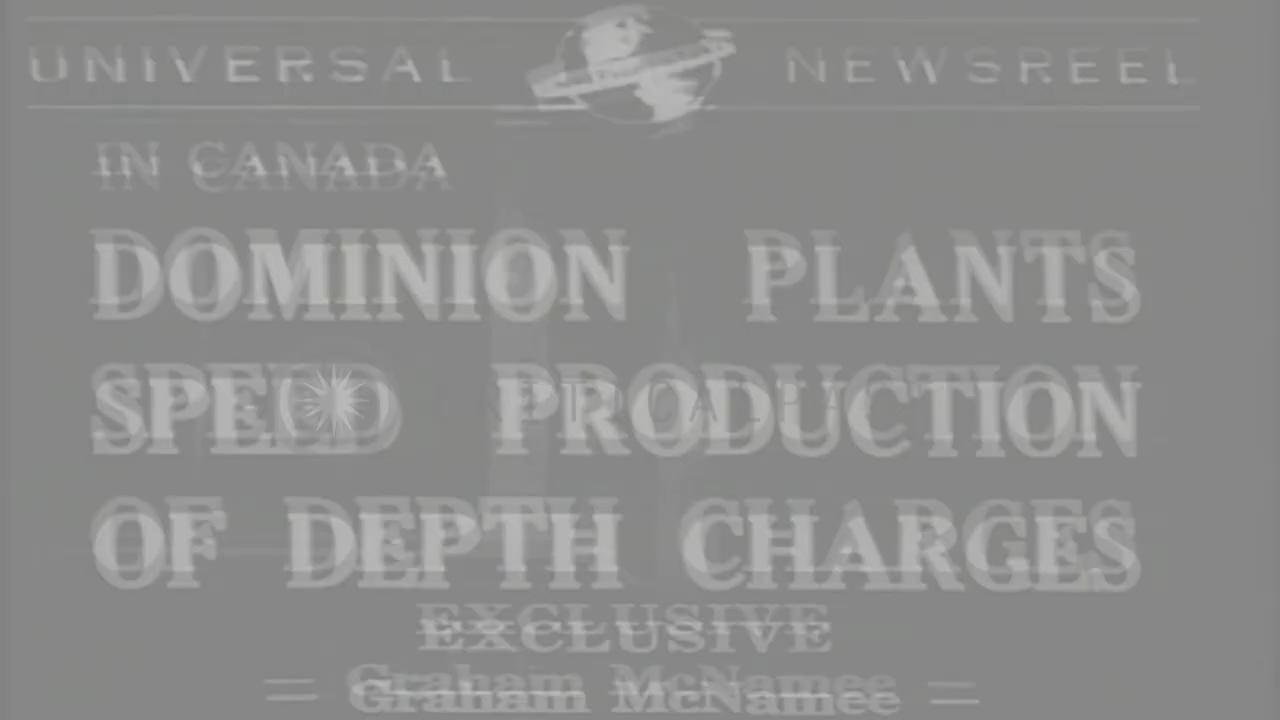 UNIVERSAL NEWSREEL
IN CANADA
DOMINION PLANTS
SPEED PRODUCTION
OF DEPTH CHARGES
EXCLUSIVE
— Graham McNamee —